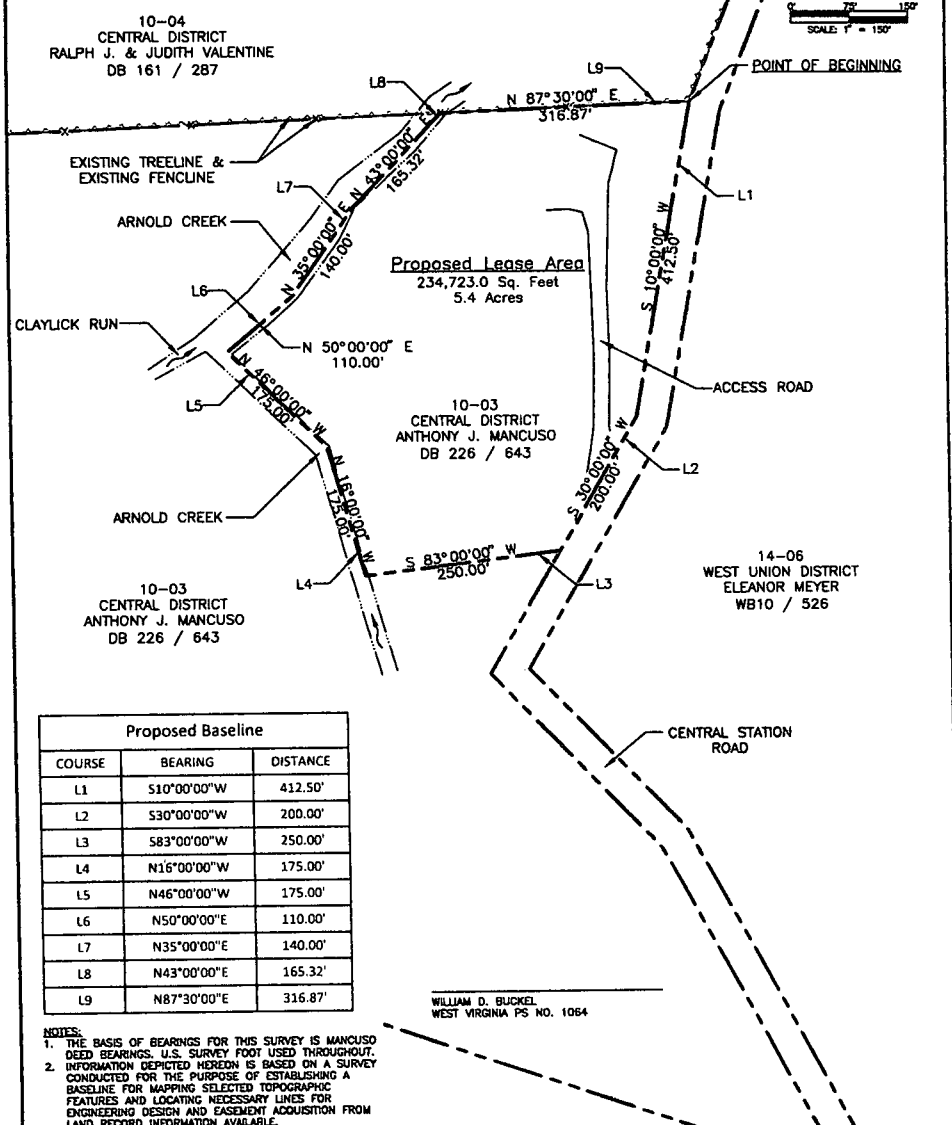 10-04
CENTRAL DISTRICT
RALPH J. & JUDITH VALENTINE
DB 161 / 287
0' 75' 150'
SCALE: 1" = 150'
L8
L9
POINT OF BEGINNING
N 87°30'00" E
316.87'
EXISTING TREELINE &
EXISTING FENCLINE
N 43°00'00" E
165.32'
L7
L1
ARNOLD CREEK
N 35°00'00" E
140.00'
S 10°00'00" W
412.50'
Proposed Lease Area
234,723.0 Sq. Feet
5.4 Acres
L6
CLAYLICK RUN
N 50°00'00" E
110.00'
N 46°00'00" W
175.00'
L5
ACCESS ROAD
10-03
CENTRAL DISTRICT
ANTHONY J. MANCUSO
DB 226 / 643
S 30°00'00" W
200.00'
L2
N 16°00'00" W
175.00'
ARNOLD CREEK
S 83°00'00" W
250.00'
L4
L3
14-06
WEST UNION DISTRICT
ELEANOR MEYER
WB10 / 526
10-03
CENTRAL DISTRICT
ANTHONY J. MANCUSO
DB 226 / 643
CENTRAL STATION
ROAD
Proposed Baseline
COURSE BEARING DISTANCE
L1 S10°00'00"W 412.50'
L2 S30°00'00"W 200.00'
L3 S83°00'00"W 250.00'
L4 N16°00'00"W 175.00'
L5 N46°00'00"W 175.00'
L6 N50°00'00"E 110.00'
L7 N35°00'00"E 140.00'
L8 N43°00'00"E 165.32'
L9 N87°30'00"E 316.87'
WILLIAM D. BUCKEL
WEST VIRGINIA PS NO. 1064
NOTES:
1. THE BASIS OF BEARINGS FOR THIS SURVEY IS MANCUSO
DEED BEARINGS. U.S. SURVEY FOOT USED THROUGHOUT.
2. INFORMATION DEPICTED HEREON IS BASED ON A SURVEY
CONDUCTED FOR THE PURPOSE OF ESTABLISHING A
BASELINE FOR MAPPING SELECTED TOPOGRAPHIC
FEATURES AND LOCATING NECESSARY LINES FOR
ENGINEERING DESIGN AND EASEMENT ACQUISITION FROM
LAND RECORD INFORMATION AVAILABLE.